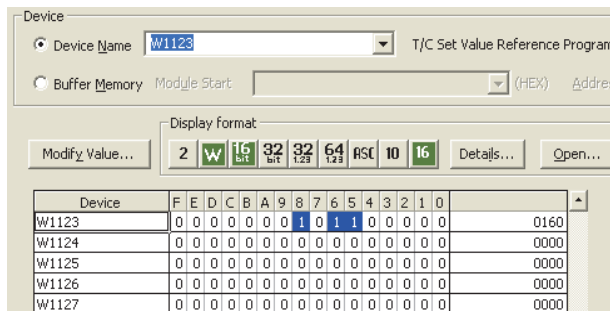 Device
Device Name W1123 T/C Set Value Reference Program
Buffer Memory Module Start (HEX) Addre
Display format
Modify Value... 2 W 16 bit 32 bit 32 1.23 64 1.23 ASC 10 16 Details... Open...
Device F E D C B A 9 8 7 6 5 4 3 2 1 0
W1123 0 0 0 0 0 0 0 1 0 1 1 0 0 0 0 0 0160
W1124 0 0 0 0 0 0 0 0 0 0 0 0 0 0 0 0 0000
W1125 0 0 0 0 0 0 0 0 0 0 0 0 0 0 0 0 0000
W1126 0 0 0 0 0 0 0 0 0 0 0 0 0 0 0 0 0000
W1127 0 0 0 0 0 0 0 0 0 0 0 0 0 0 0 0 0000